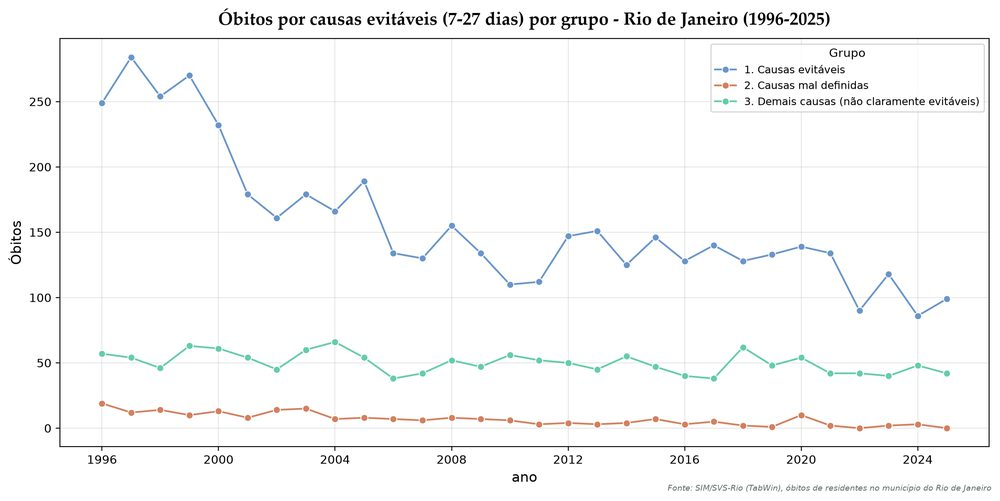 Óbitos por causas evitáveis (7-27 dias) por grupo - Rio de Janeiro (1996-2025)
Grupo
1. Causas evitáveis
2. Causas mal definidas
3. Demais causas (não claramente evitáveis)
Óbitos
250
200
150
100
50
0
1996
2000
2004
2008
2012
2016
2020
2024
ano
Fonte: SIM/SVS-Rio (TabWin), óbitos de residentes no município do Rio de Janeiro